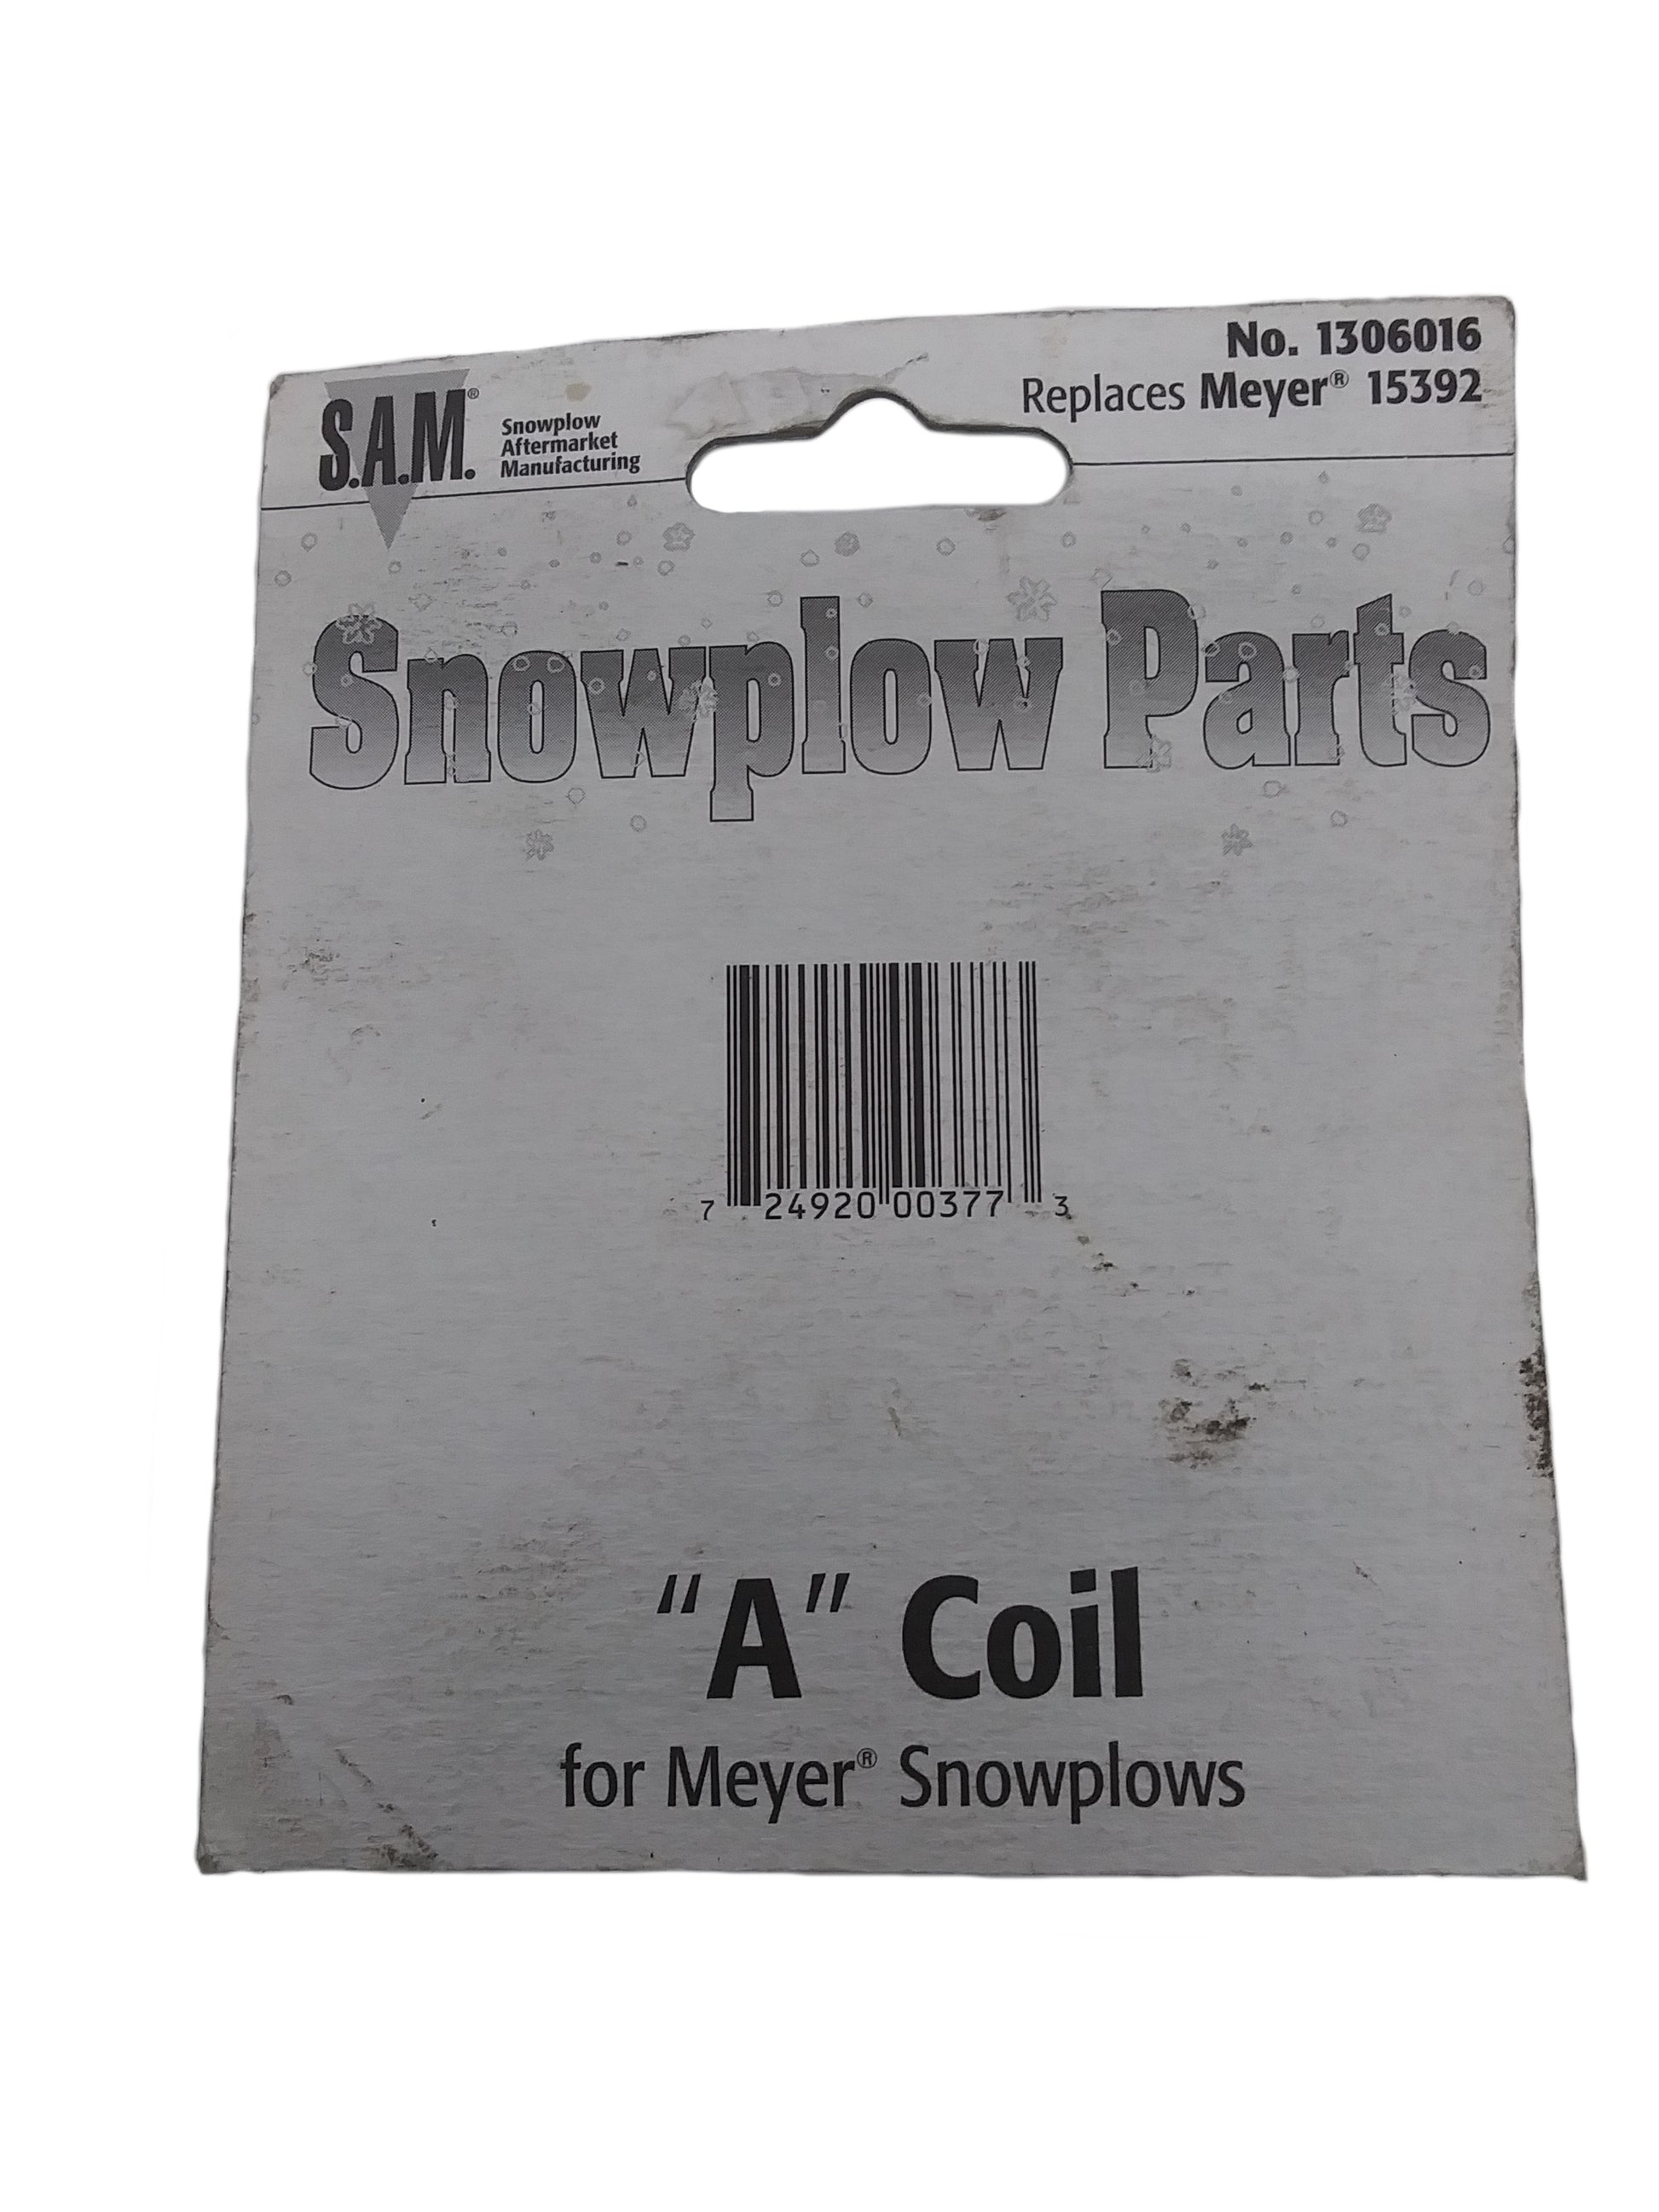 S.A.M.®
Snowplow
Aftermarket
Manufacturing
No. 1306016
Replaces Meyer® 15392
Snowplow Parts
7 24920 00377 3
“A” Coil
for Meyer® Snowplows